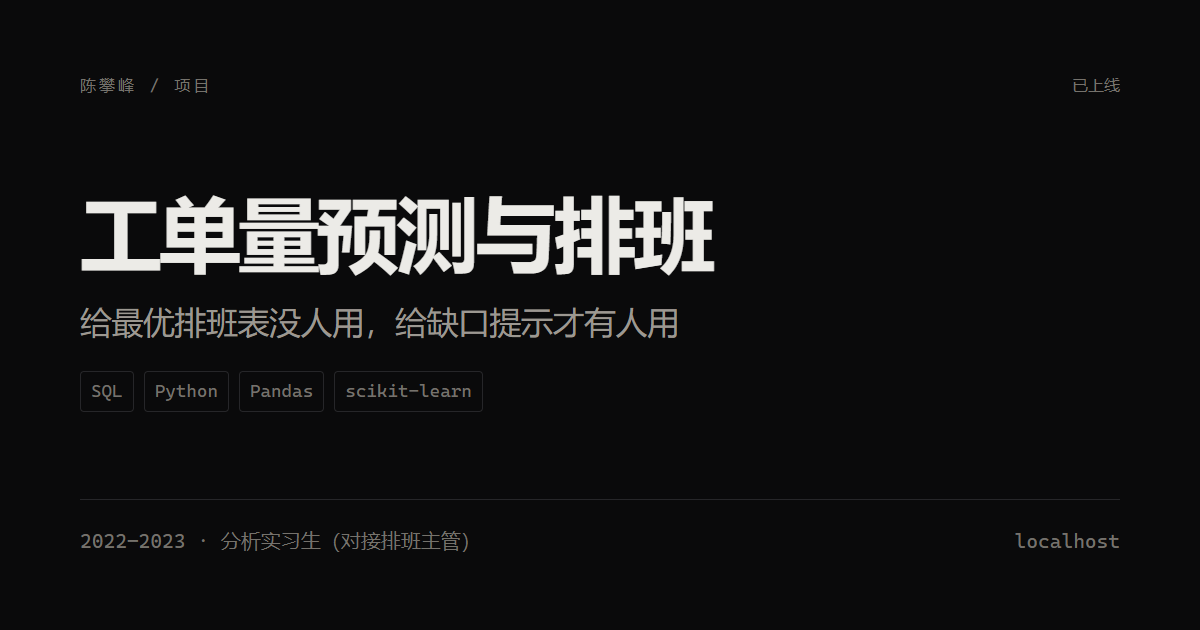 陈攀峰 / 项目
已上线
工单量预测与排班
给最优排班表没人用，给缺口提示才有人用
SQL Python Pandas scikit-learn
2022–2023 · 分析实习生（对接排班主管）
localhost